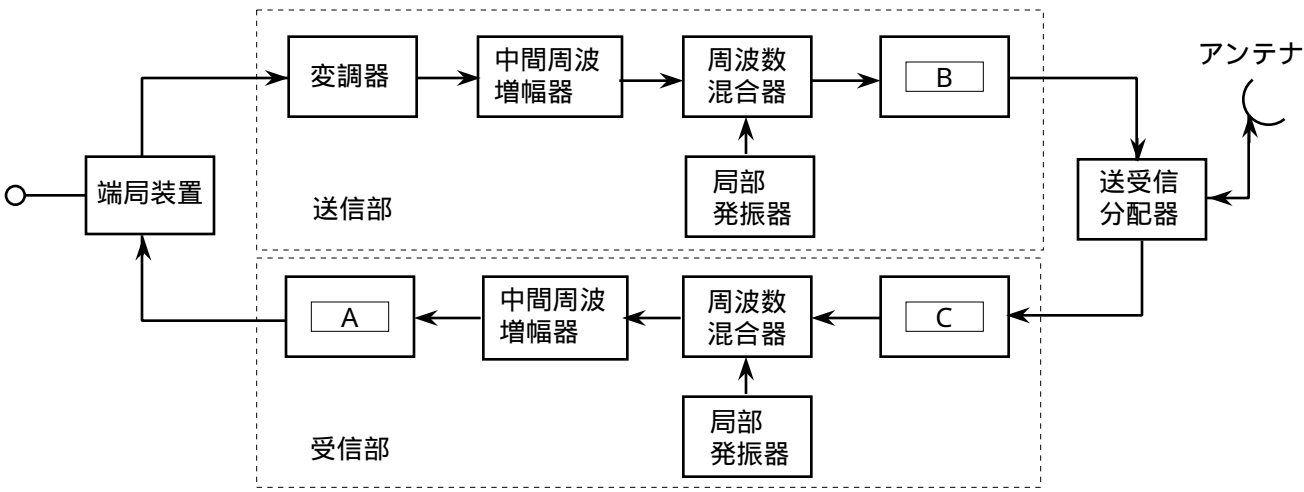 アンテナ
変調器
中間周波
増幅器
周波数
混合器
B
端局装置
送信部
局部
発振器
送受信
分配器
A
中間周波
増幅器
周波数
混合器
C
受信部
局部
発振器